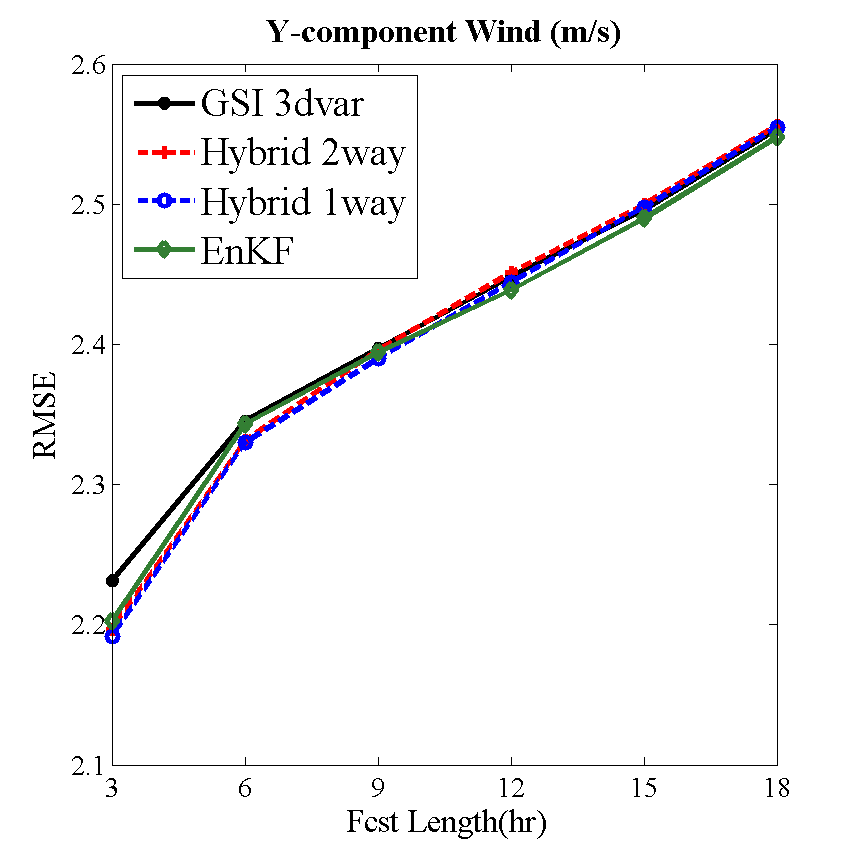 Y-component Wind (m/s)
2.6
GSI 3dvar
Hybrid 2way
Hybrid 1way
EnKF
2.5
2.4
2.3
2.2
2.1
RMSE
3 6 9 12 15 18
Fcst Length(hr)